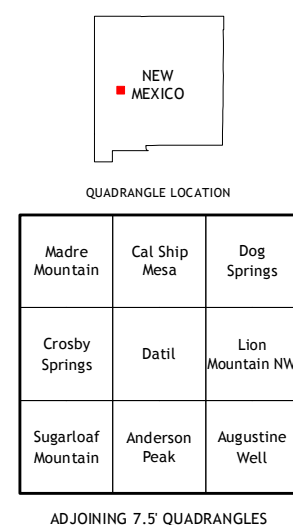 NEW
MEXICO
QUADRANGLE LOCATION
Madre
Mountain
Cal Ship
Mesa
Dog
Springs
Crosby
Springs
Datil
Lion
Mountain NW
Sugarloaf
Mountain
Anderson
Peak
Augustine
Well
ADJOINING 7.5' QUADRANGLES